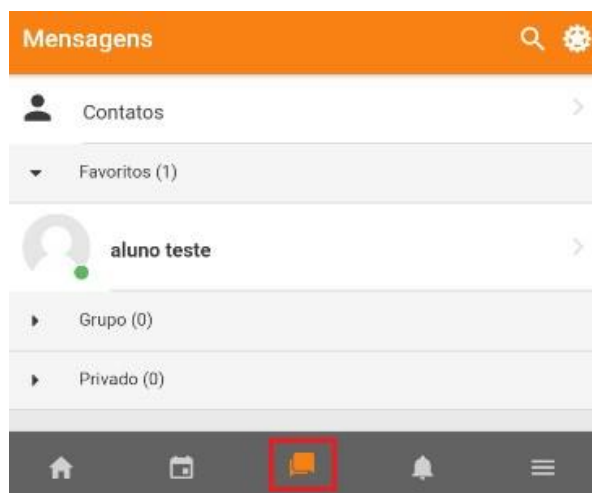 Mensagens
Contatos
Favoritos (1)
aluno teste
Grupo (0)
Privado (0)